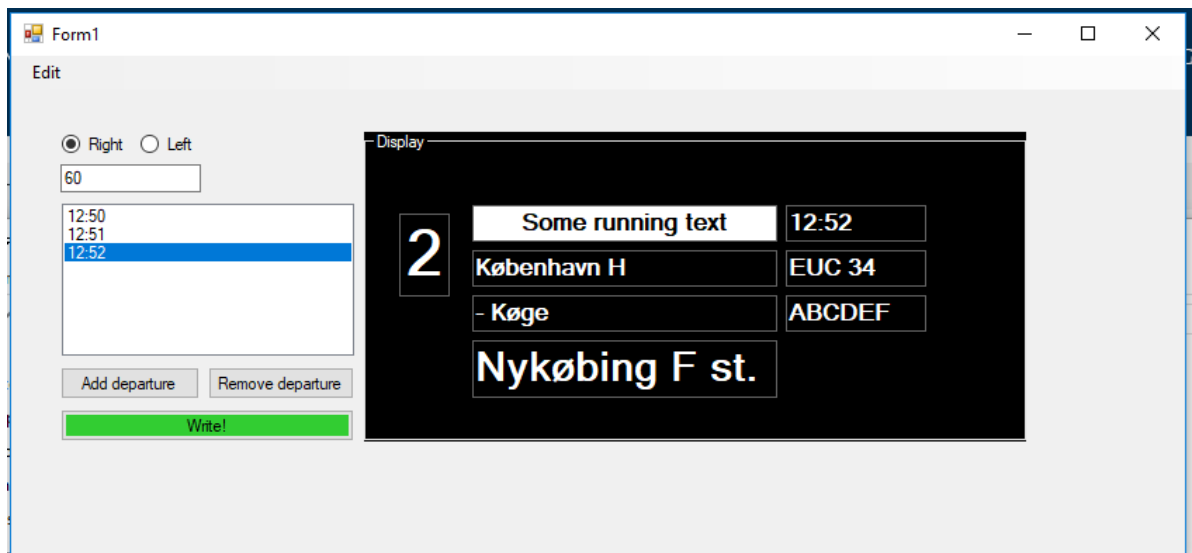 Form1
Edit
Right Left
60
12:50
12:51
12:52
Add departure Remove departure
Write!
Display
2
Some running text 12:52
København H EUC 34
- Køge ABCDEF
Nykøbing F st.